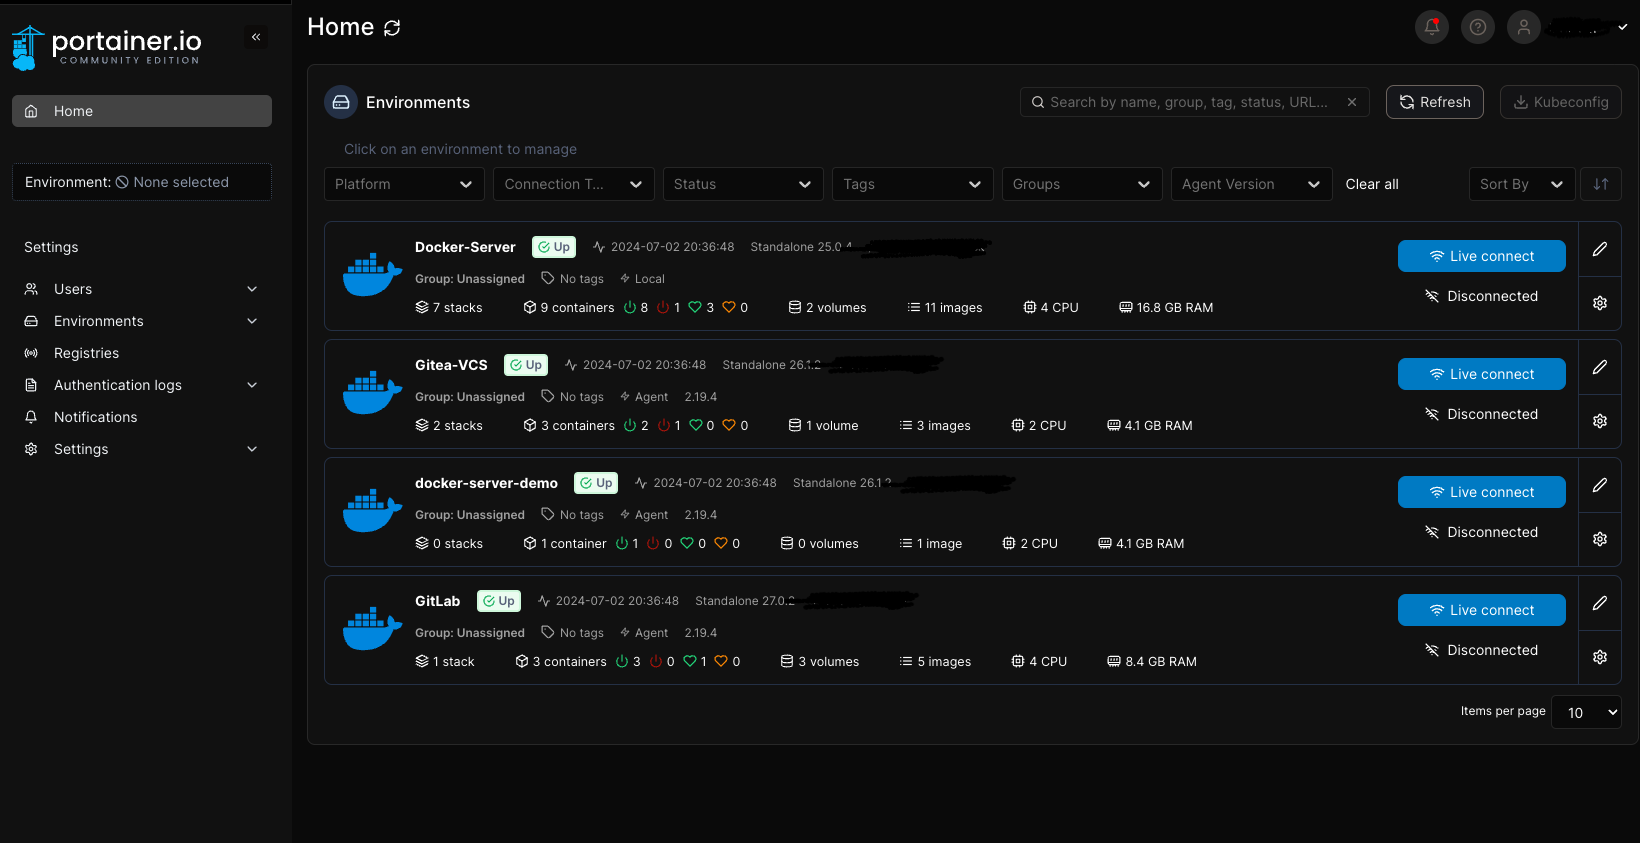 portainer.io
COMMUNITY EDITION
Home
Environment: None selected
Settings
Users
Environments
Registries
Authentication logs
Notifications
Settings
Home
Environments
Search by name, group, tag, status, URL...
Refresh
Kubeconfig
Click on an environment to manage
Platform Connection T... Status Tags Groups Agent Version Clear all Sort By
Docker-Server Up 2024-07-02 20:36:48 Standalone 25.0.4
Group: Unassigned No tags Local
7 stacks 9 containers 8 1 3 0 2 volumes 11 images 4 CPU 16.8 GB RAM
Live connect
Disconnected
Gitea-VCS Up 2024-07-02 20:36:48 Standalone 26.1.2
Group: Unassigned No tags Agent 2.19.4
2 stacks 3 containers 2 1 0 0 1 volume 3 images 2 CPU 4.1 GB RAM
Live connect
Disconnected
docker-server-demo Up 2024-07-02 20:36:48 Standalone 26.1.2
Group: Unassigned No tags Agent 2.19.4
0 stacks 1 container 1 0 0 0 0 volumes 1 image 2 CPU 4.1 GB RAM
Live connect
Disconnected
GitLab Up 2024-07-02 20:36:48 Standalone 27.0.2
Group: Unassigned No tags Agent 2.19.4
1 stack 3 containers 3 0 1 0 3 volumes 5 images 4 CPU 8.4 GB RAM
Live connect
Disconnected
Items per page 10